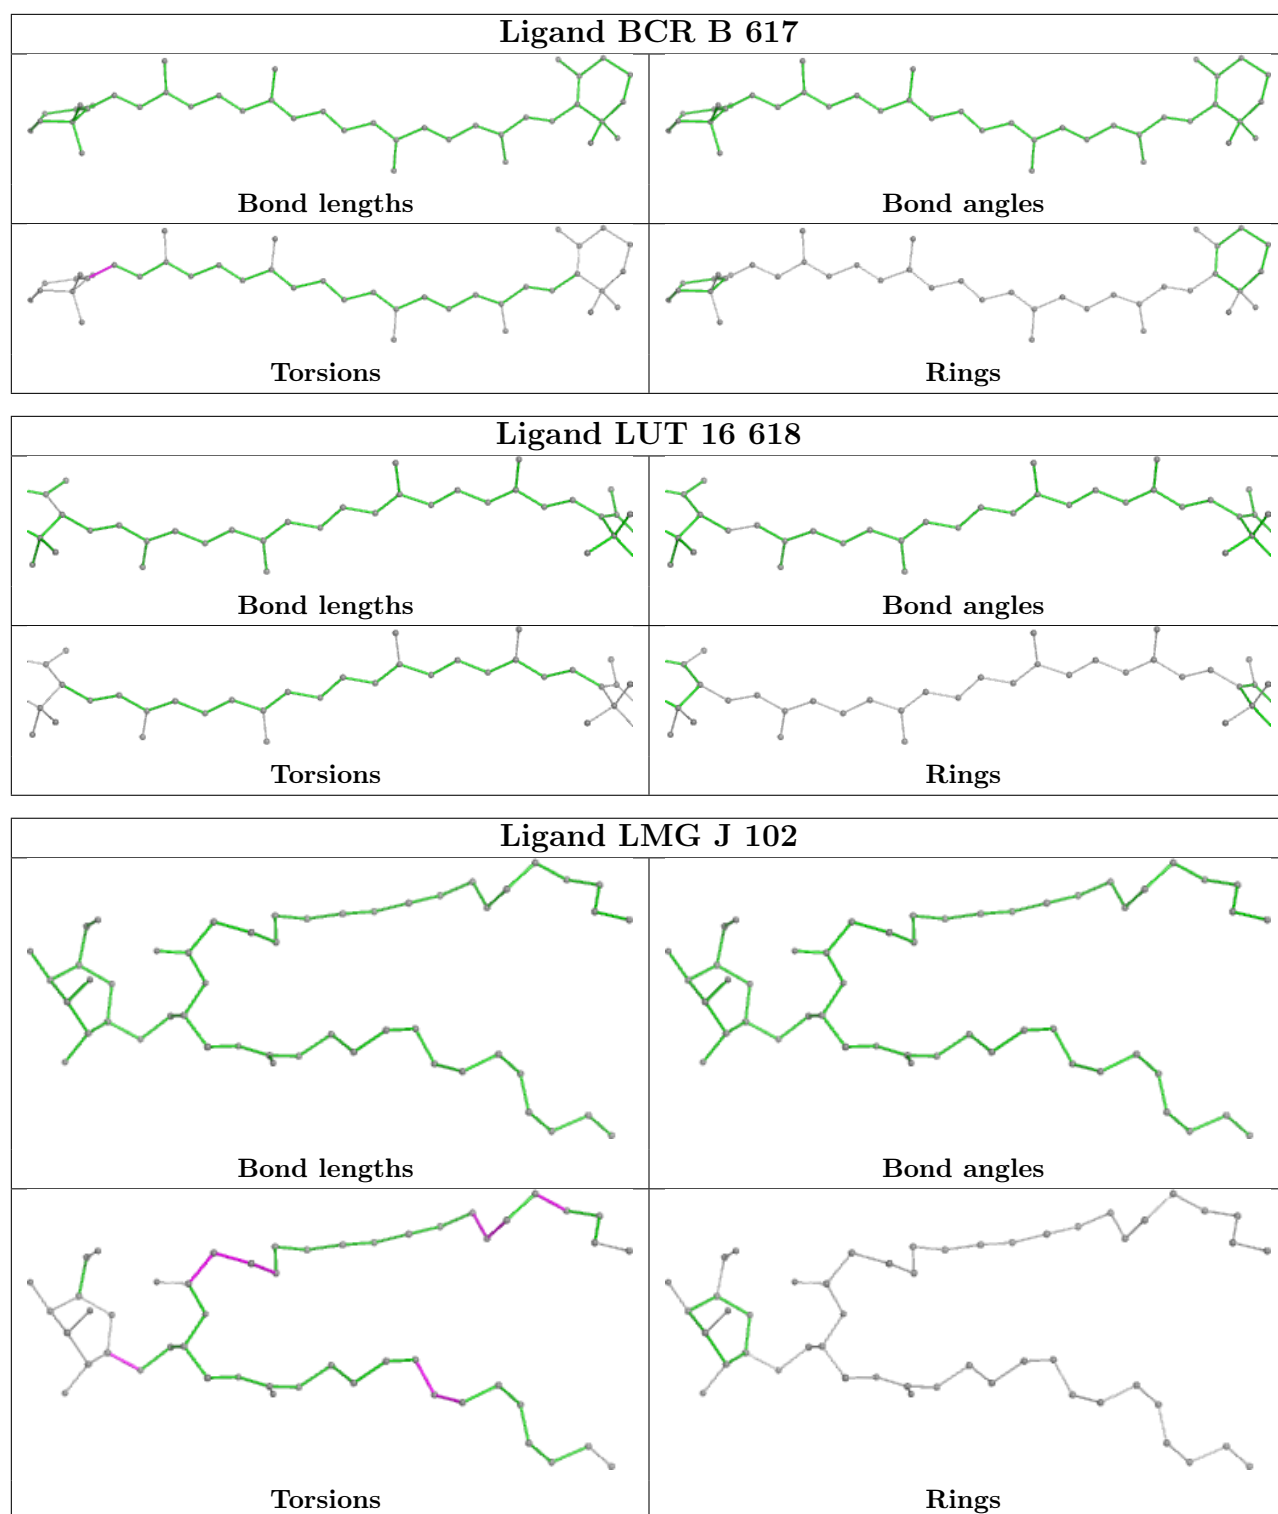 Ligand BCR B 617
Bond lengths
Bond angles
Torsions
Rings
Ligand LUT 16 618
Bond lengths
Bond angles
Torsions
Rings
Ligand LMG J 102
Bond lengths
Bond angles
Torsions
Rings